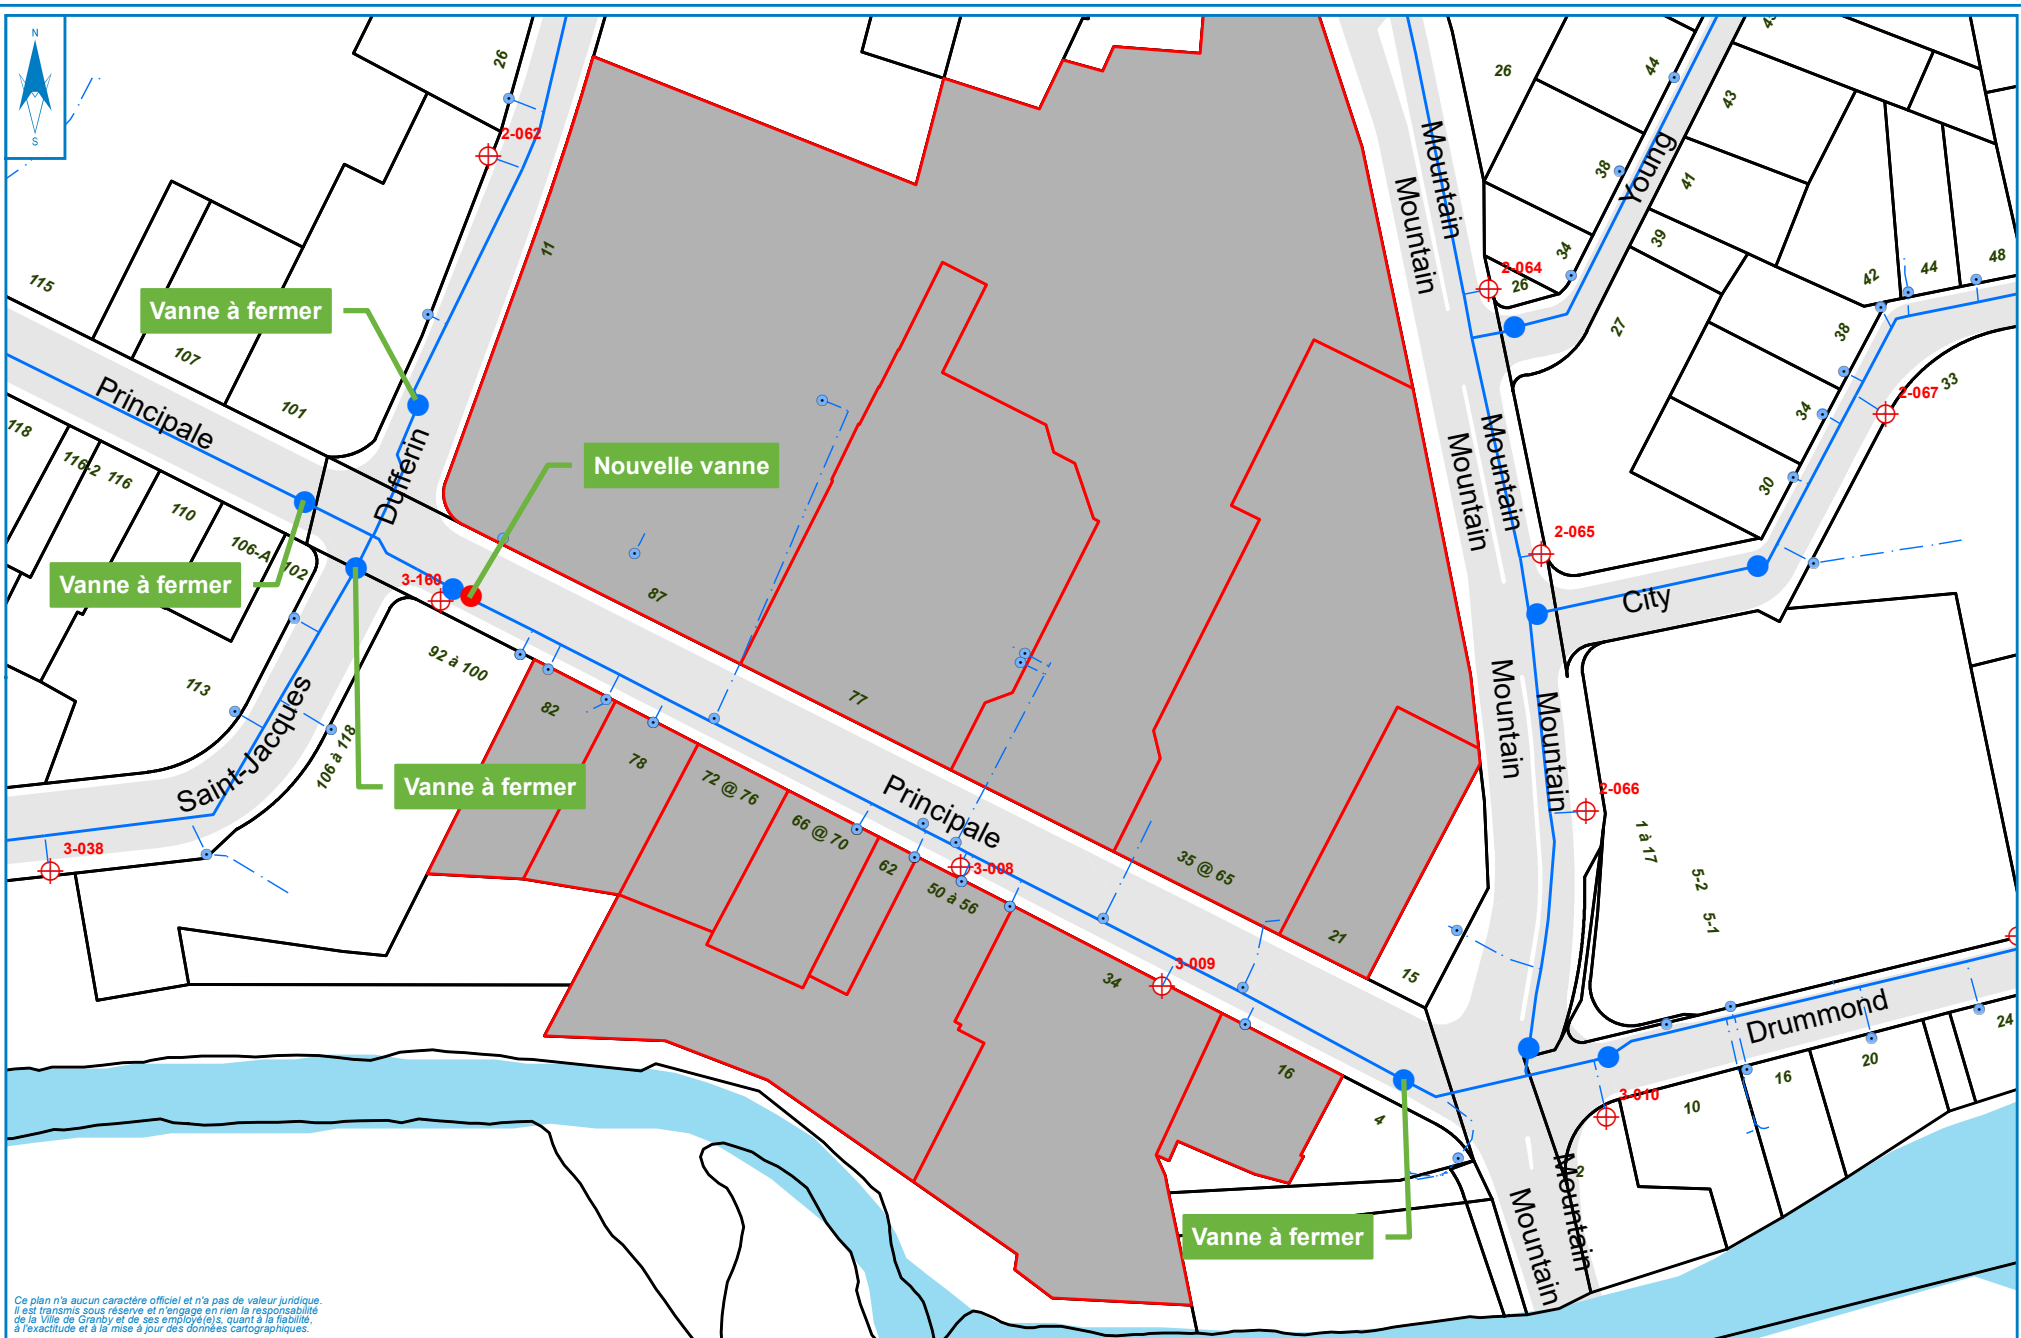 N
S
26
2-062
11
115
Vanne à fermer
107
101
Principale
118
116-2
116
110
106-A
102
Dufferin
Nouvelle vanne
Vanne à fermer
3-160
92 à 100
113
Saint-Jacques
106 à 118
Vanne à fermer
3-038
87
82
78
72 @ 76
66 @ 70
62
50 à 56
77
Principale
3-008
35 @ 65
21
15
34
3-009
16
4
Vanne à fermer
Mountain
Mountain
26
44
43
38
Young
41
39
34
2-064
26
27
42
44
48
38
34
33
2-067
30
Mountain
Mountain
2-065
City
Mountain
Mountain
2-066
1 à 17
5-2
5-1
Drummond
24
20
16
10
3-010
2
Mountain
Mountain
Ce plan n'a aucun caractère officiel et n'a pas de valeur juridique.
Il est transmis sous réserve et n'engage en rien la responsabilité
de la Ville de Granby et de ses employé(e)s, quant à la fiabilité,
à l'exactitude et à la mise à jour des données cartographiques.